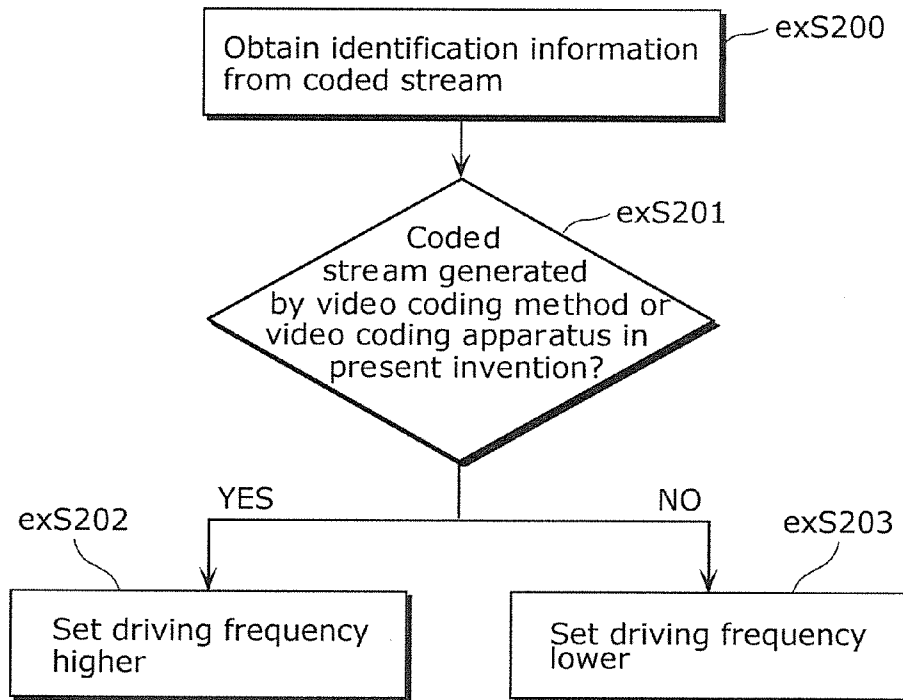 Obtain identification information
from coded stream
exS200
exS201
Coded
stream generated
by video coding method or
video coding apparatus in
present invention?
YES
NO
exS202
exS203
Set driving frequency
higher
Set driving frequency
lower